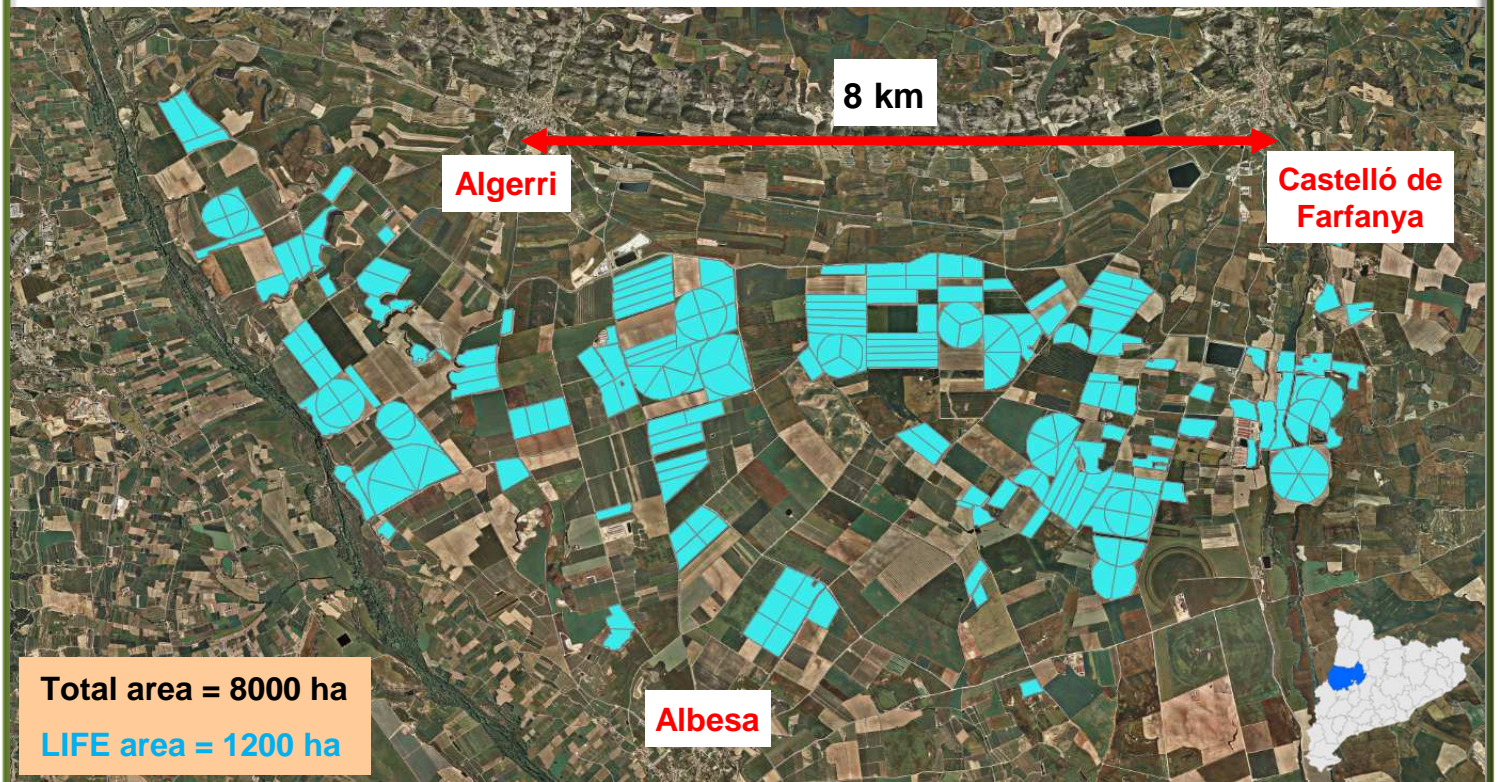 8 km
Algerri
Castelló de
Farfanya
Albesa
Total area = 8000 ha
LIFE area = 1200 ha